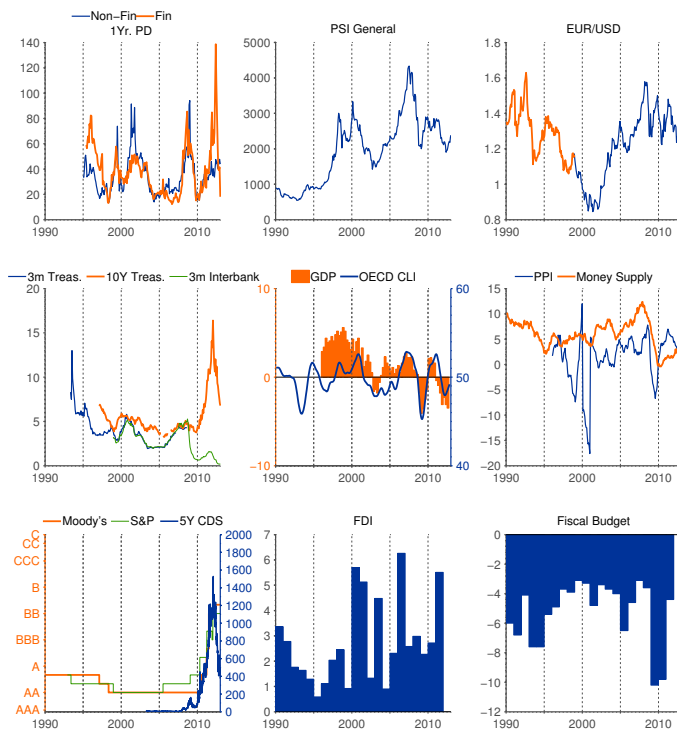 Non−Fin Fin
1Yr. PD
140
120
100
80
60
40
20
0
1990 2000 2010
PSI General
5000
4000
3000
2000
1000
0
1990 2000 2010
EUR/USD
1.8
1.6
1.4
1.2
1
0.8
1990 2000 2010
3m Treas. 10Y Treas. 3m Interbank
20
15
10
5
0
1990 2000 2010
GDP OECD CLI
10 60
0 50
−10 40
1990 2000 2010
PPI Money Supply
15
10
5
0
−5
−10
−15
−20
1990 2000 2010
Moody's S&P 5Y CDS
C 2000
CC 1800
CCC 1600
B 1400
BB 1200
BBB 1000
A 800
AA 600
AAA 400
200
0
1990 2000 2010
FDI
7
6
5
4
3
2
1
0
1990 2000 2010
Fiscal Budget
0
−2
−4
−6
−8
−10
−12
1990 2000 2010